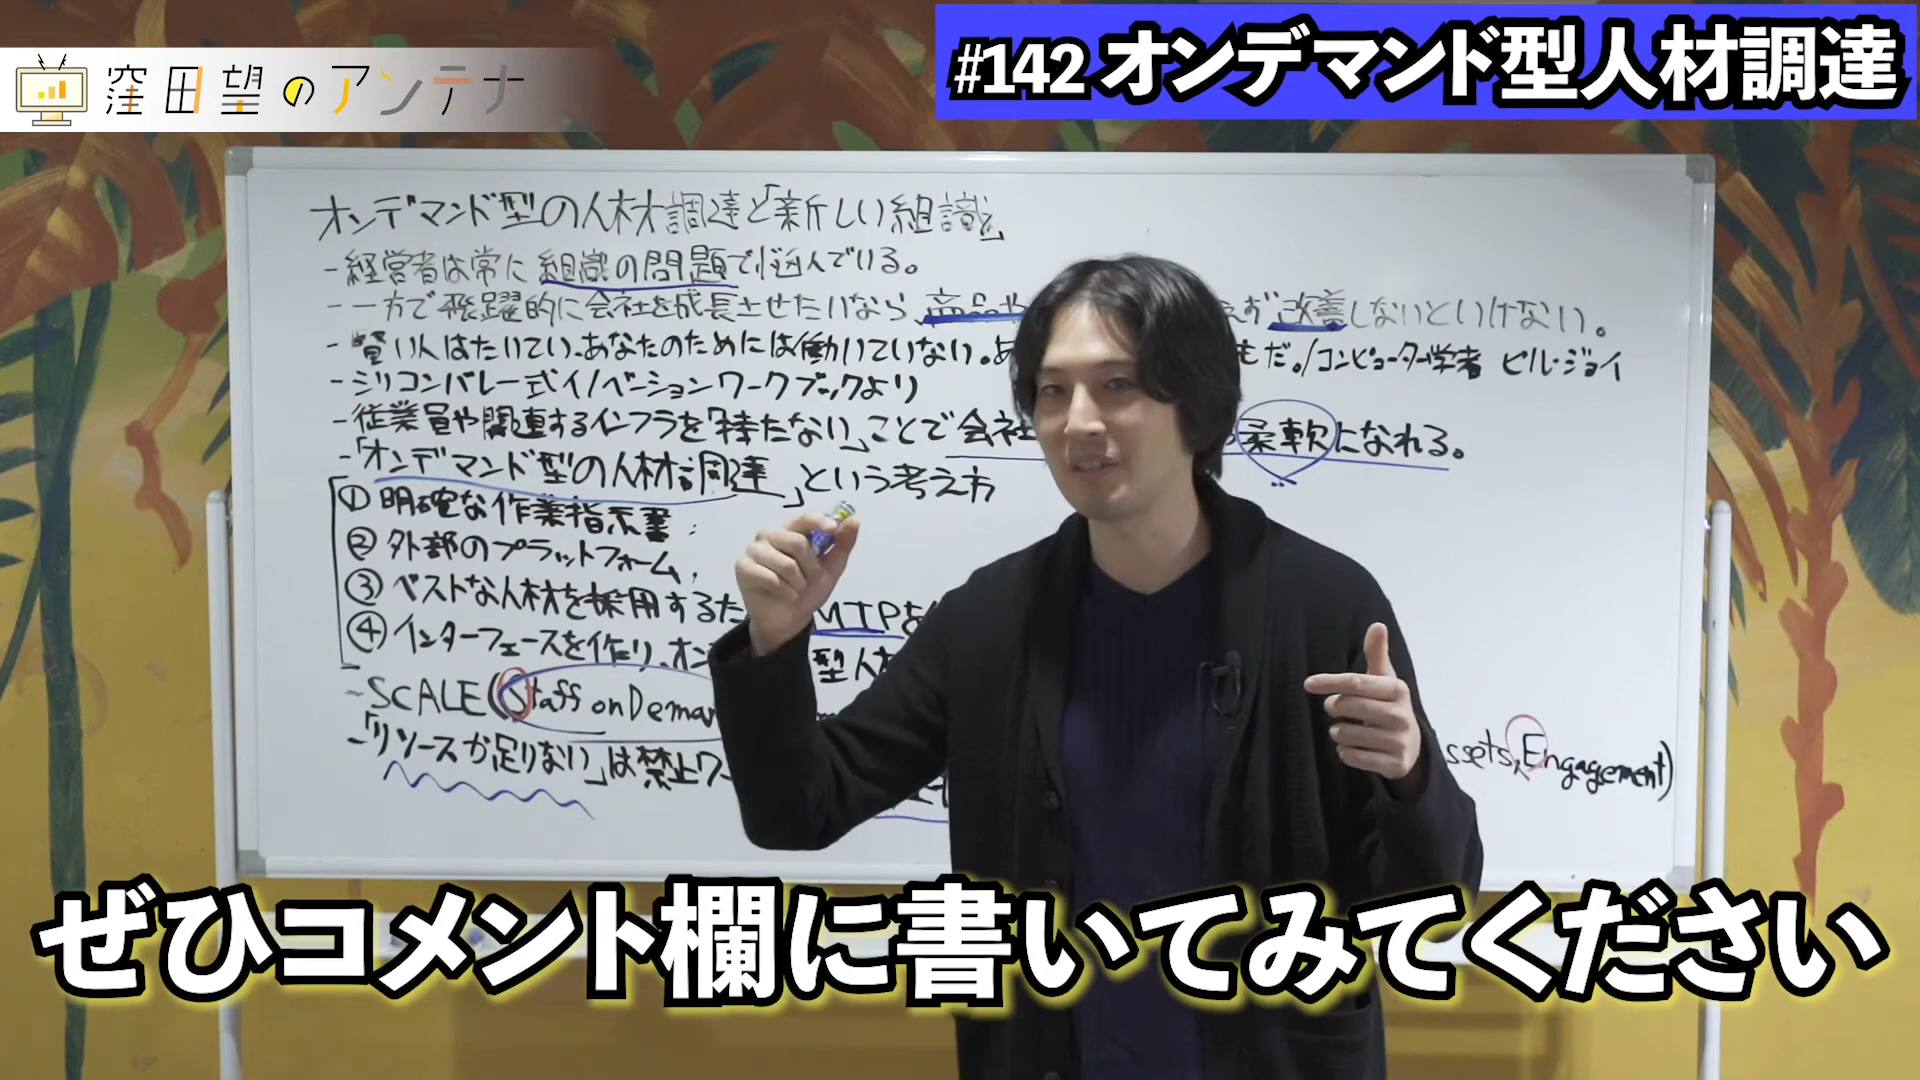 #142 オンデマンド型人材調達
窪田望のアンテナ
オンデマンド型の人材調達と「新しい組織」
- 経営者は常に組織の問題で悩んでいる。
- 一方で飛躍的に会社を成長させたいなら、商品や えず改善しないといけない。
- 賢い人はたいてい、あなたのためには働いていない。あ もだ。/コンピューター学者 ビル・ジョイ
- シリコンバレー式イノベーションワークブックより
- 従業員や関連するインフラを「持たない」ことで会社 柔軟になれる。
- 「オンデマンド型の人材調達」という考え方
① 明確な作業指示書
② 外部のプラットフォーム
③ ベストな人材を採用するた MTPを
④ インターフェースを作り、オン 型人材
- SCALE(Staff on Deman ssets, Engagement)
- 「リソースが足りない」は禁止ワー
ぜひコメント欄に書いてみてください